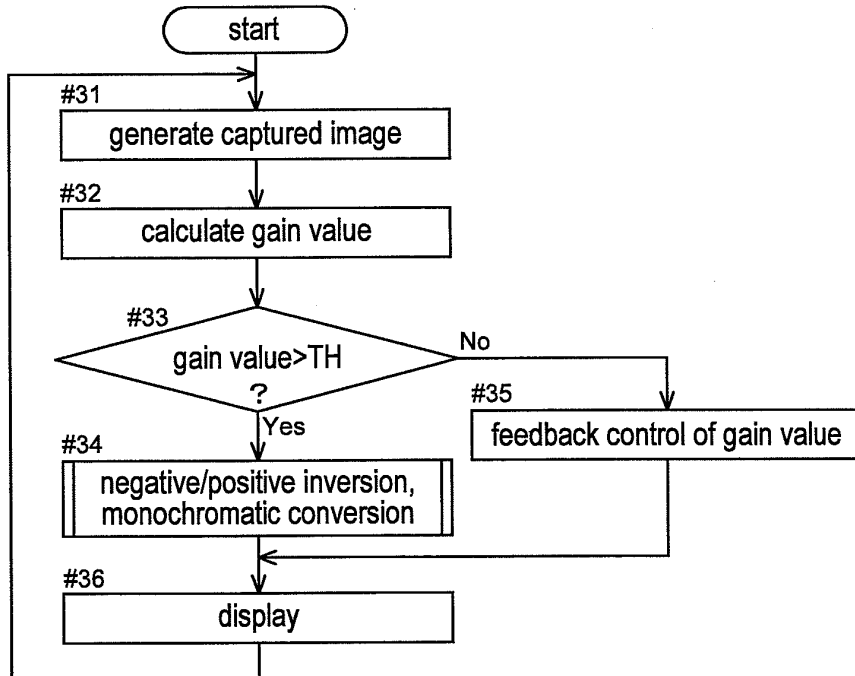 start
#31
generate captured image
#32
calculate gain value
#33
gain value>TH
?
No
Yes
#35
feedback control of gain value
#34
negative/positive inversion,
monochromatic conversion
#36
display